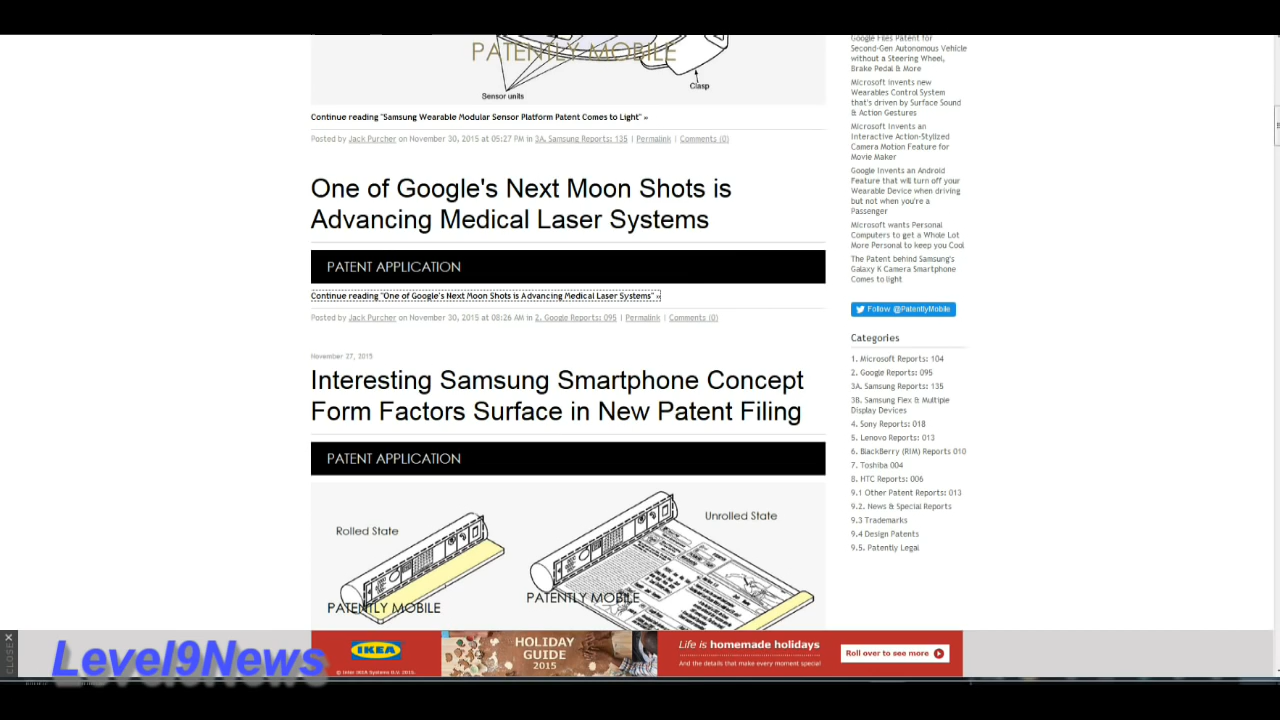 PATENTLY MOBILE
Sensor units
Clasp
Continue reading "Samsung Wearable Modular Sensor Platform Patent Comes to Light" »
Posted by Jack Purcher on November 30, 2015 at 05:27 PM in 3A. Samsung Reports: 135 | Permalink | Comments (0)
One of Google's Next Moon Shots is
Advancing Medical Laser Systems
PATENT APPLICATION
Continue reading "One of Google's Next Moon Shots is Advancing Medical Laser Systems" »
Posted by Jack Purcher on November 30, 2015 at 08:26 AM in 2. Google Reports: 095 | Permalink | Comments (0)
November 27, 2015
Interesting Samsung Smartphone Concept
Form Factors Surface in New Patent Filing
PATENT APPLICATION
Rolled State
Unrolled State
PATENTLY MOBILE
PATENTLY MOBILE
Google Files Patent for
Second-Gen Autonomous Vehicle
without a Steering Wheel,
Brake Pedal & More
Microsoft Invents new
Wearables Control System
that's driven by Surface Sound
& Action Gestures
Microsoft Invents an
Interactive Action-Stylized
Camera Motion Feature for
Movie Maker
Google Invents an Android
Feature that will turn off your
Wearable Device when driving
but not when you're a
Passenger
Microsoft wants Personal
Computers to get a Whole Lot
More Personal to keep you Cool
The Patent behind Samsung's
Galaxy K Camera Smartphone
Comes to light
Follow @PatentlyMobile
Categories
1. Microsoft Reports: 104
2. Google Reports: 095
3A. Samsung Reports: 135
3B. Samsung Flex & Multiple
Display Devices
4. Sony Reports: 018
5. Lenovo Reports: 013
6. BlackBerry (RIM) Reports 010
7. Toshiba 004
8. HTC Reports: 006
9.1 Other Patent Reports: 013
9.2. News & Special Reports
9.3 Trademarks
9.4 Design Patents
9.5. Patently Legal
CLOSE X
Level9News
IKEA
© Inter IKEA Systems B.V. 2015.
HOLIDAY
GUIDE
2015
Life is homemade holidays
And the details that make every moment special
Roll over to see more